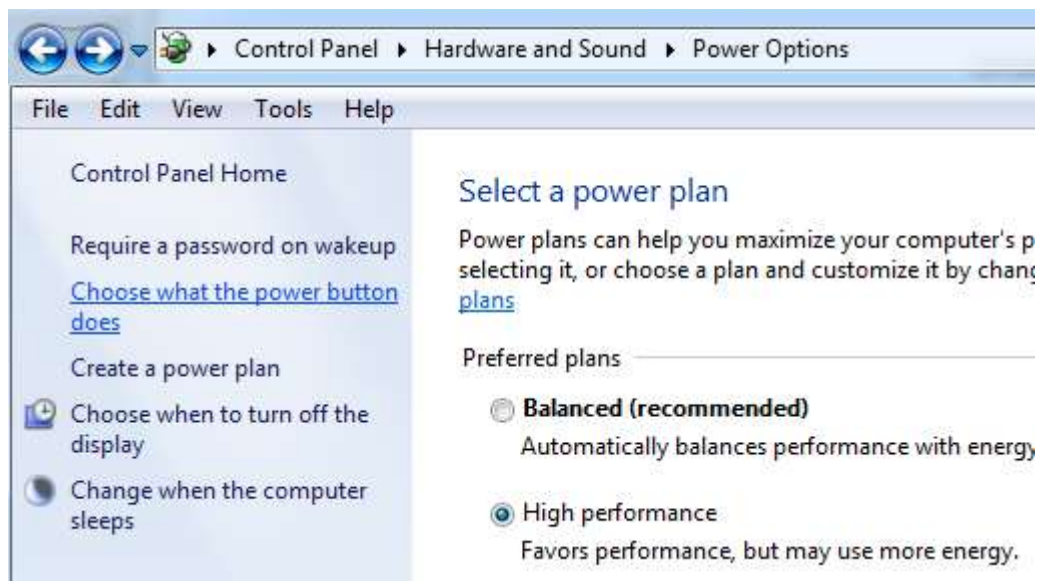 Control Panel Hardware and Sound Power Options
File Edit View Tools Help
Control Panel Home
Require a password on wakeup
Choose what the power button
does
Create a power plan
Choose when to turn off the
display
Change when the computer
sleeps
Select a power plan
Power plans can help you maximize your computer's p
selecting it, or choose a plan and customize it by chang
plans
Preferred plans
Balanced (recommended)
Automatically balances performance with energy
High performance
Favors performance, but may use more energy.